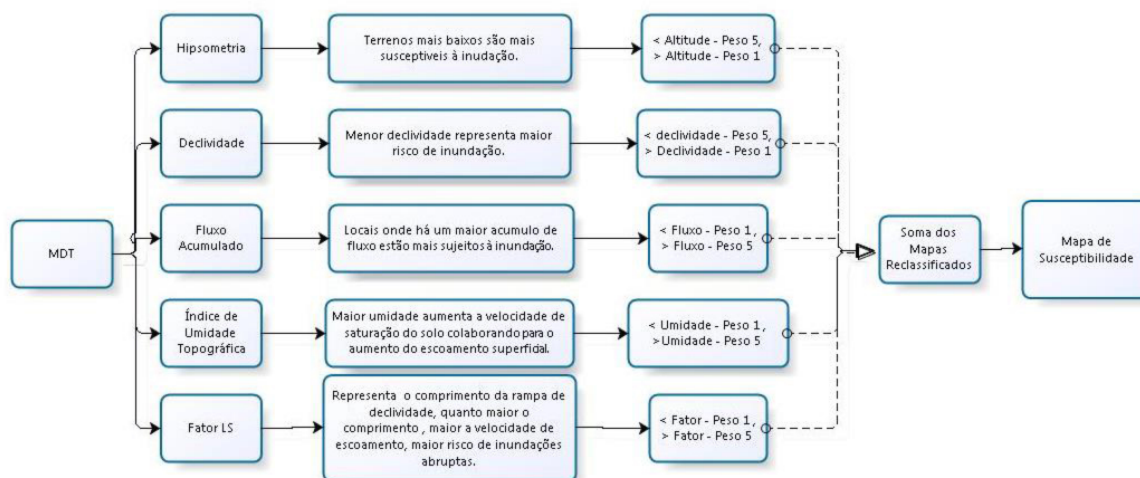 MDT
Hipsometria
Terrenos mais baixos são mais
susceptiveis à inudação.
< Altitude - Peso 5,
> Altitude - Peso 1
Declividade
Menor declividade representa maior
risco de inundação.
< declividade - Peso 5,
> Declividade - Peso 1
Fluxo
Acumulado
Locais onde há um maior acumulo de
fluxo estão mais sujeitos à inundação.
< Fluxo - Peso 1,
> Fluxo - Peso 5
Índice de
Umidade
Topográfica
Maior umidade aumenta a velocidade de
saturação do solo colaborando para o
aumento do escoamento superficial.
< Umidade - Peso 1,
>Umidade - Peso 5
Fator LS
Representa o comprimento da rampa de
declividade, quanto maior o
comprimento , maior a velocidade de
escoamento, maior risco de inundações
abruptas.
< Fator - Peso 1,
> Fator - Peso 5
Soma dos
Mapas
Reclassificados
Mapa de
Susceptibilidade